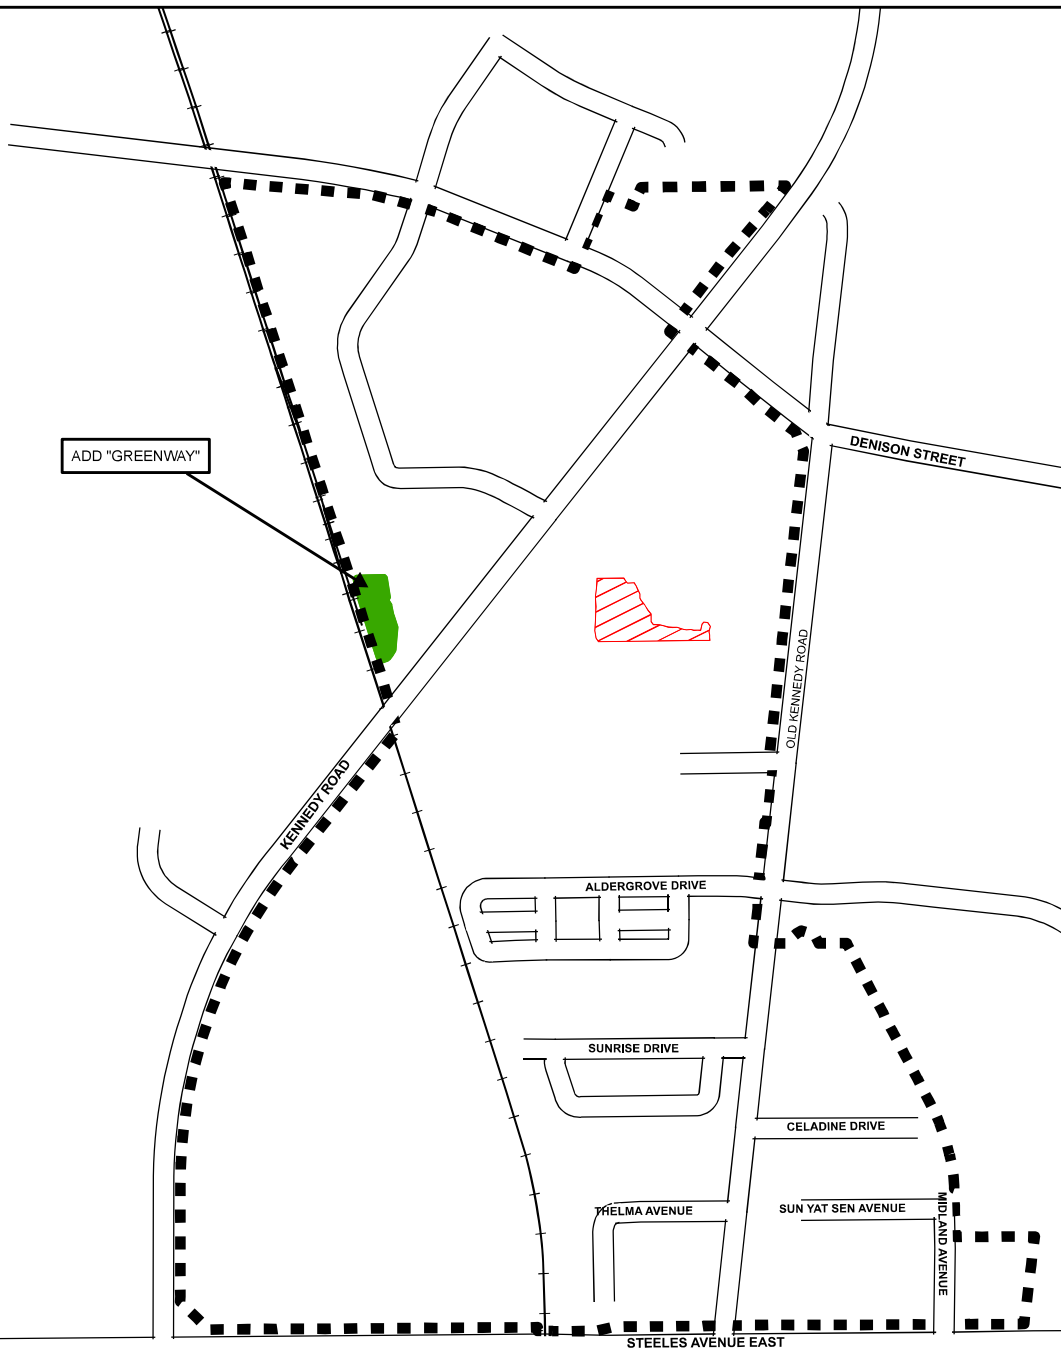 DENISON STREET
ADD "GREENWAY"
OLD KENNEDY ROAD
KENNEDY ROAD
ALDERGROVE DRIVE
SUNRISE DRIVE
CELADINE DRIVE
THELMA AVENUE
SUN YAT SEN AVENUE
MIDLAND AVENUE
STEELES AVENUE EAST